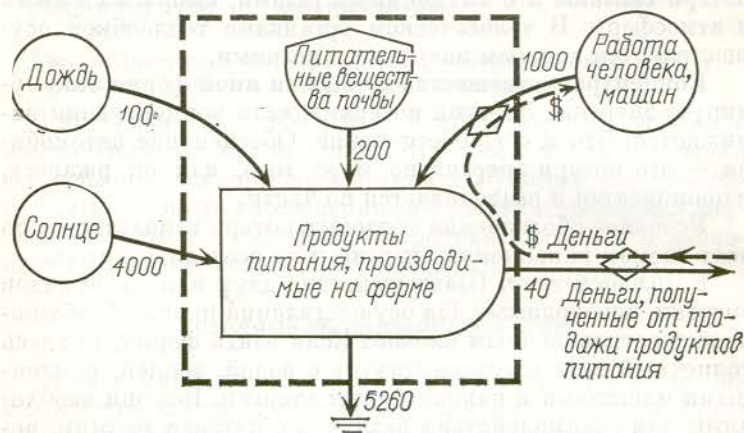 в атмосферу. В
Дождь
100
Питатель-
ные вещест-
ва почвы
200
1000
Работа
человека,
машин
$
Солнце
4000
Продукты
питания, производи-
мые на ферме
$ Деньги
40
Деньги, полу-
ченные от про-
дажи продуктов
питания
5260